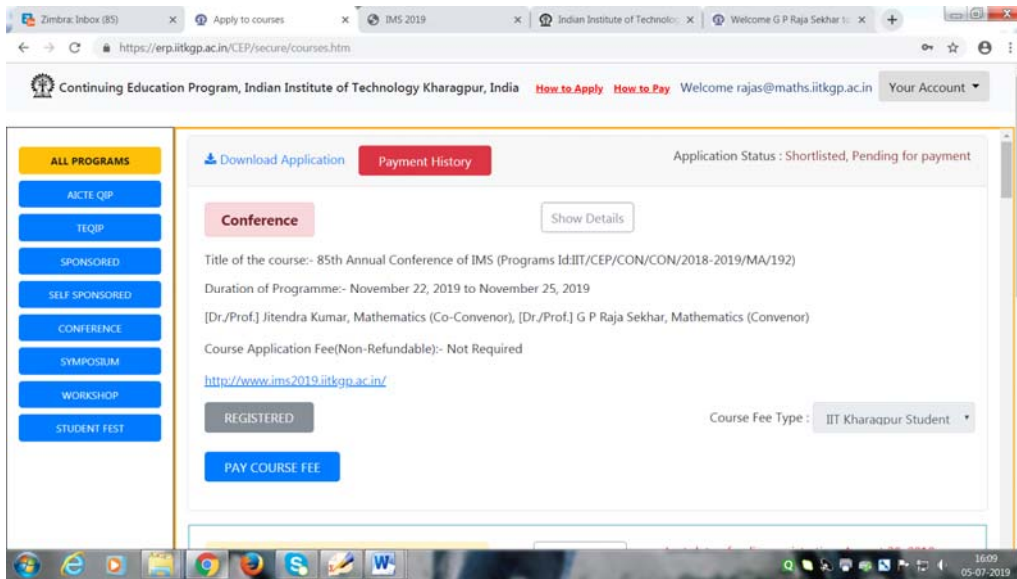 Zimbra: Inbox (85)
Apply to courses
IMS 2019
Indian Institute of Technolo
Welcome G P Raja Sekhar to
https://erp.iitkgp.ac.in/CEP/secure/courses.htm
Continuing Education Program, Indian Institute of Technology Kharagpur, India How to Apply How to Pay Welcome rajas@maths.iitkgp.ac.in Your Account
ALL PROGRAMS
AICTE QIP
TEQIP
SPONSORED
SELF SPONSORED
CONFERENCE
SYMPOSIUM
WORKSHOP
STUDENT FEST
Download Application Payment History Application Status : Shortlisted, Pending for payment
Conference Show Details
Title of the course:- 85th Annual Conference of IMS (Programs Id:IIT/CEP/CON/CON/2018-2019/MA/192)
Duration of Programme:- November 22, 2019 to November 25, 2019
[Dr./Prof.] Jitendra Kumar, Mathematics (Co-Convenor), [Dr./Prof.] G P Raja Sekhar, Mathematics (Convenor)
Course Application Fee(Non-Refundable):- Not Required
http://www.ims2019.iitkgp.ac.in/
REGISTERED Course Fee Type : IIT Kharagpur Student
PAY COURSE FEE
16:09
05-07-2019